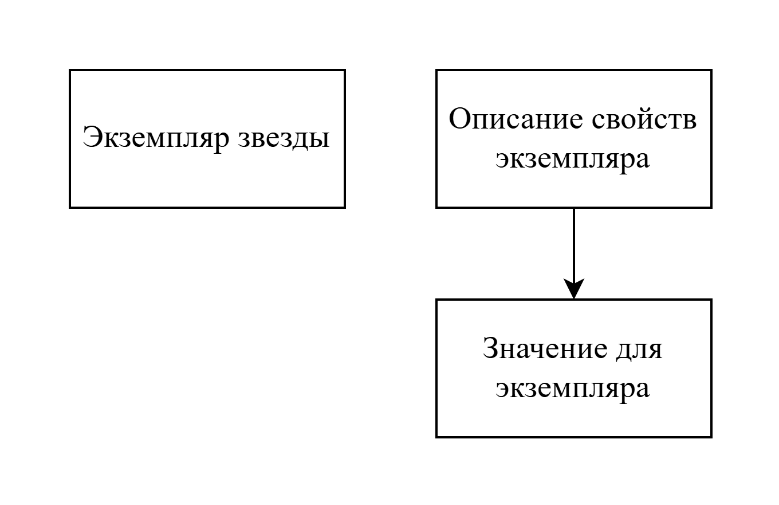 Экземпляр звезды
Описание свойств
экземпляра
Значение для
экземпляра